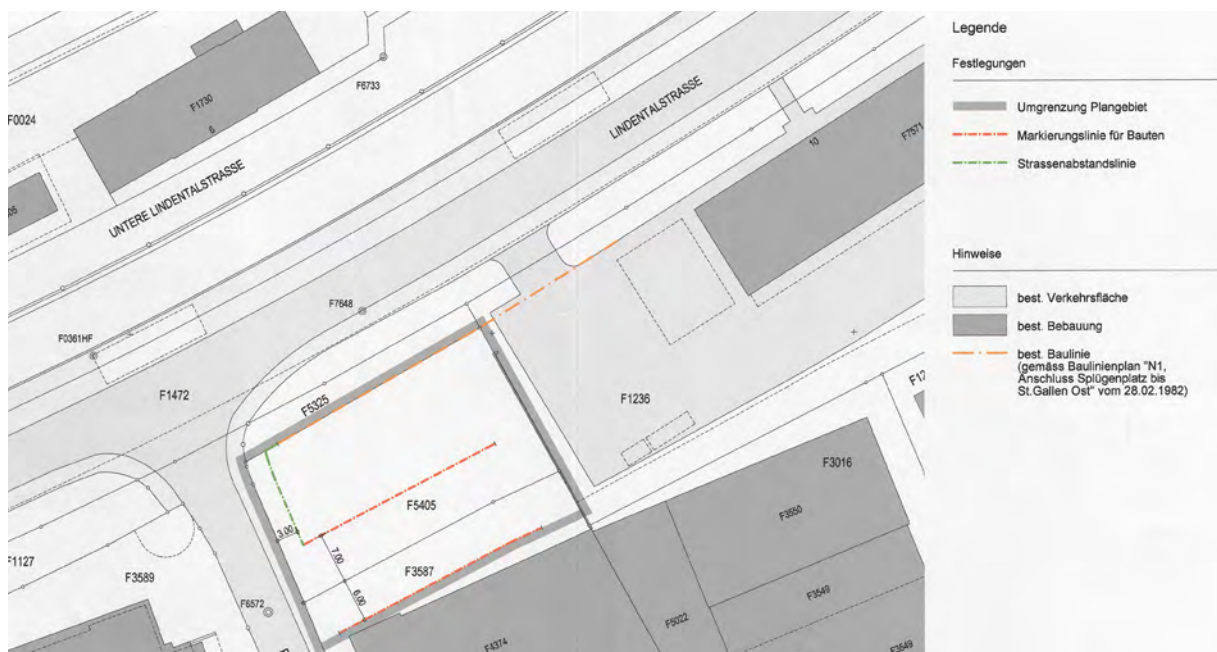 F0024
F1730
6
F6733
UNTERE LINDENTALSTRASSE
LINDENTALSTRASSE
10
F7571
F7648
F0361HF
F1472
F5325
F1236
F3016
F5405
3.00
7.00
F3587
6.00
F3550
F3549
F1127
F3589
F6572
F4374
F5022
F3549
Legende
Festlegungen
Umgrenzung Plangebiet
Markierungslinie für Bauten
Strassenabstandslinie
Hinweise
best. Verkehrsfläche
best. Bebauung
best. Baulinie
(gemäss Baulinienplan "N1,
Anschluss Splügenplatz bis
St.Gallen Ost" vom 28.02.1982)